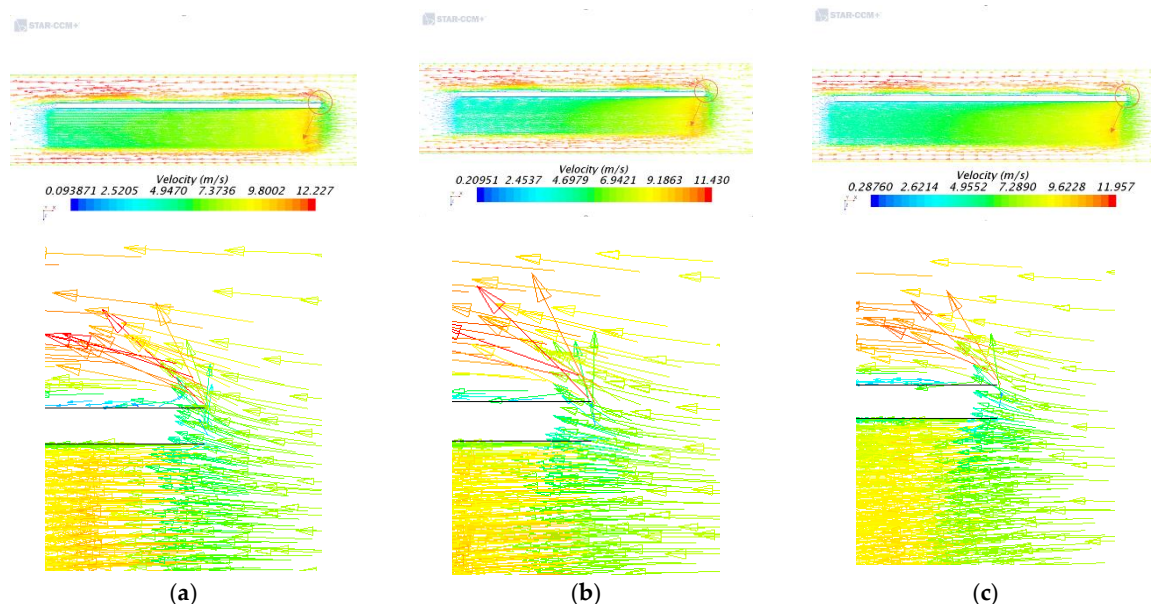 STAR-CCM+
STAR-CCM+
STAR-CCM+
Velocity (m/s)
0.093871 2.5205 4.9470 7.3736 9.8002 12.227
Velocity (m/s)
0.20951 2.4537 4.6979 6.9421 9.1863 11.430
Velocity (m/s)
0.28760 2.6214 4.9552 7.2890 9.6228 11.957
(a)
(b)
(c)